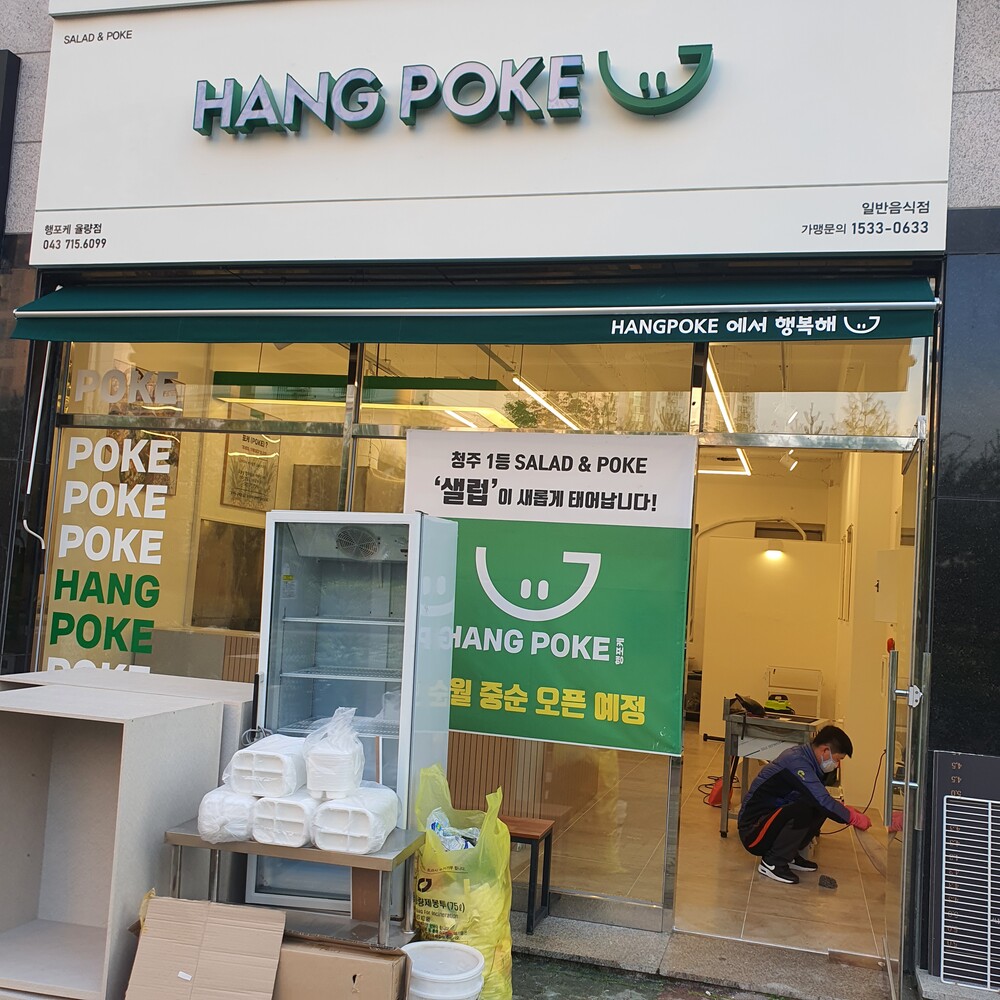 SALAD & POKE
HANG POKE
행포케 율량점
043 715.6099
일반음식점
가맹문의 1533-0633
HANGPOKE 에서 행복해
POKE
POKE
POKE
POKE
HANG
POKE
POKE
청주 1등 SALAD & POKE
‘샐럽’이 새롭게 태어납니다!
HANG POKE 행포케
중순 오픈 예정